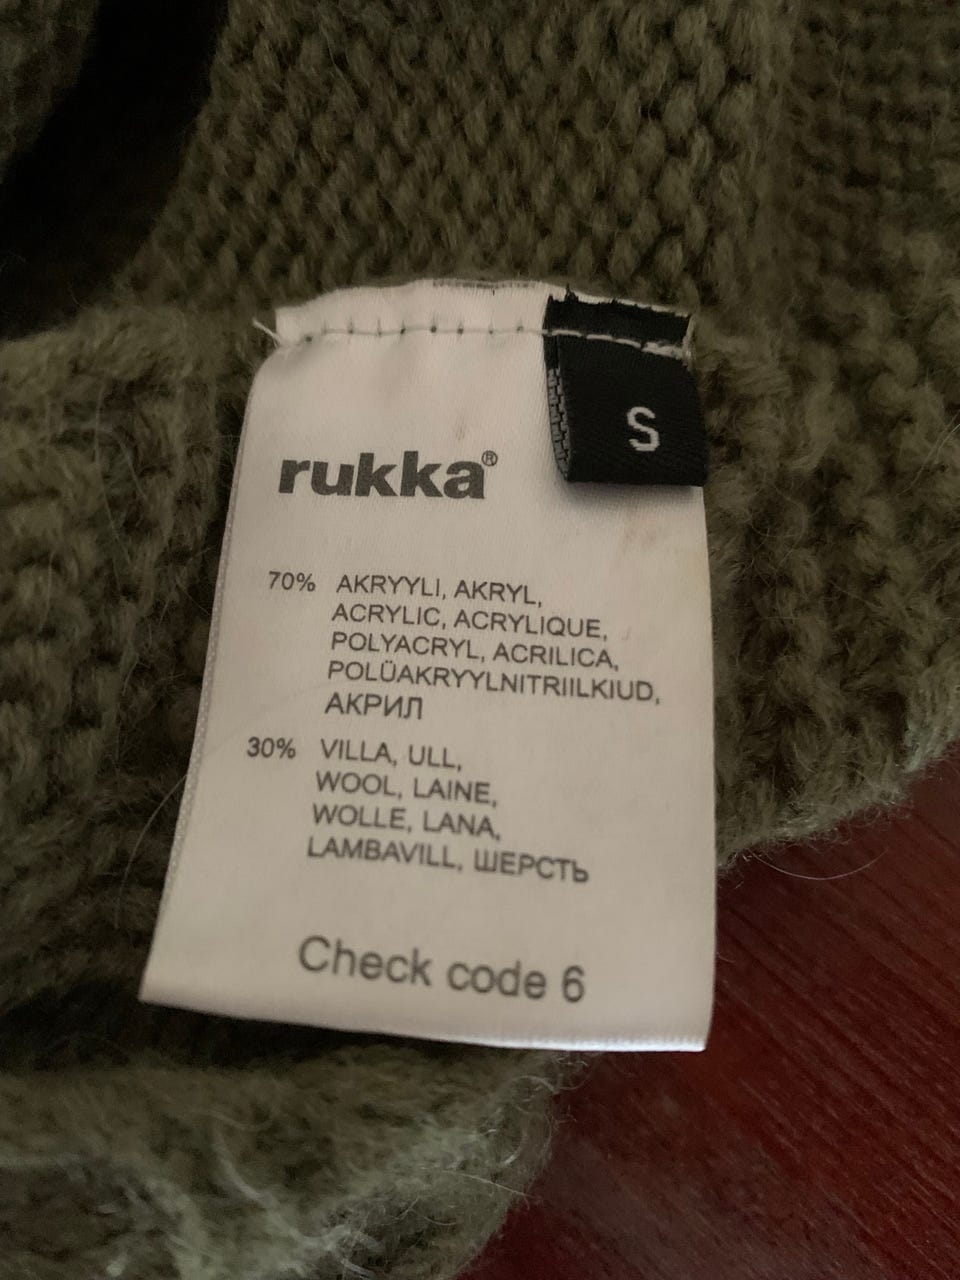 S
rukka®
70% AKRYYLI, AKRYL,
ACRYLIC, ACRYLIQUE,
POLYACRYL, ACRILICA,
POLÜAKRYYLNITRIILKIUD,
АКРИЛ
30% VILLA, ULL,
WOOL, LAINE,
WOLLE, LANA,
LAMBAVILL, ШЕРСТЬ
Check code 6